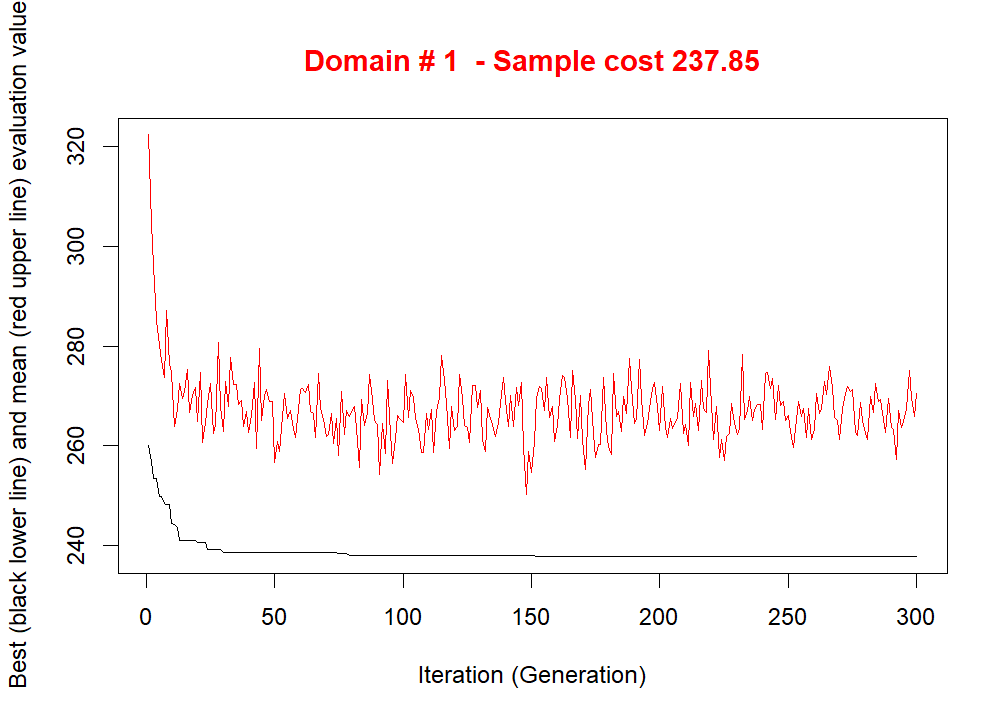 Domain # 1  - Sample cost 237.85
Best (black lower line) and mean (red upper line) evaluation value
320
300
280
260
240
0 50 100 150 200 250 300
Iteration (Generation)